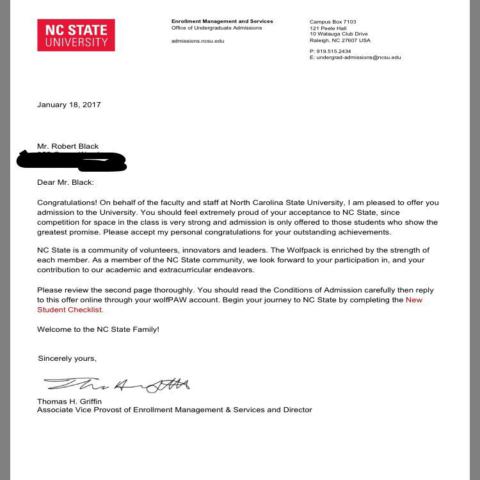 NC STATE
UNIVERSITY
Enrollment Management and Services
Office of Undergraduate Admissions
admissions.ncsu.edu
Campus Box 7103
121 Peele Hall
10 Watauga Club Drive
Raleigh, NC 27607 USA
P: 919.515.2434
E: undergrad-admissions@ncsu.edu
January 18, 2017
Mr. Robert Black
Dear Mr. Black:
Congratulations! On behalf of the faculty and staff at North Carolina State University, I am pleased to offer you
admission to the University. You should feel extremely proud of your acceptance to NC State, since
competition for space in the class is very strong and admission is only offered to those students who show the
greatest promise. Please accept my personal congratulations for your outstanding achievements.
NC State is a community of volunteers, innovators and leaders. The Wolfpack is enriched by the strength of
each member. As a member of the NC State community, we look forward to your participation in, and your
contribution to our academic and extracurricular endeavors.
Please review the second page thoroughly. You should read the Conditions of Admission carefully then reply
to this offer online through your wolfPAW account. Begin your journey to NC State by completing the New
Student Checklist.
Welcome to the NC State Family!
Sincerely yours,
Thomas H. Griffin
Associate Vice Provost of Enrollment Management & Services and Director